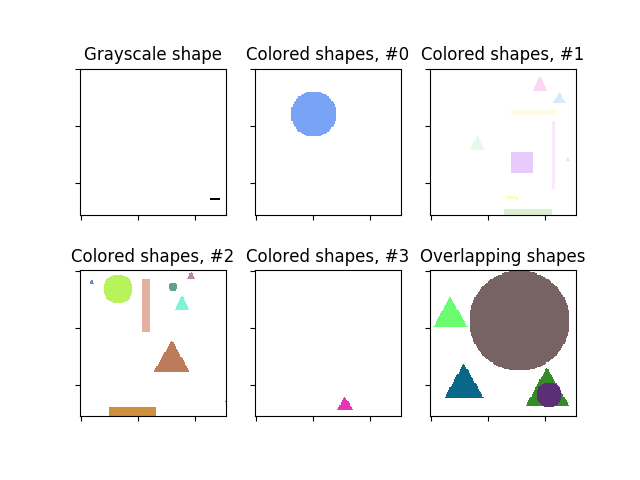 Grayscale shape
Colored shapes, #0
Colored shapes, #1
Colored shapes, #2
Colored shapes, #3
Overlapping shapes